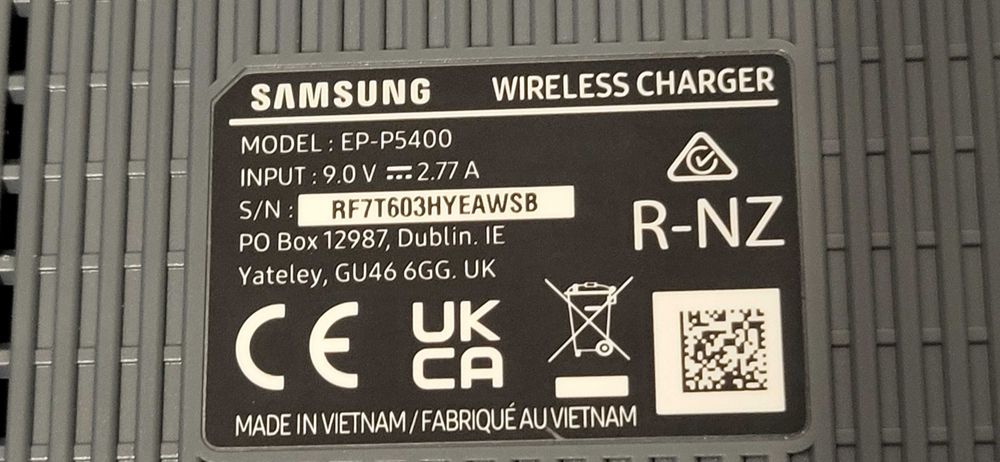 SAMSUNG WIRELESS CHARGER
MODEL : EP-P5400
INPUT : 9.0 V ⎓ 2.77 A
S/N : RF7T603HYEAWSB
PO Box 12987, Dublin. IE
Yateley, GU46 6GG. UK
R-NZ
CE
UK
CA
MADE IN VIETNAM / FABRIQUÉ AU VIETNAM